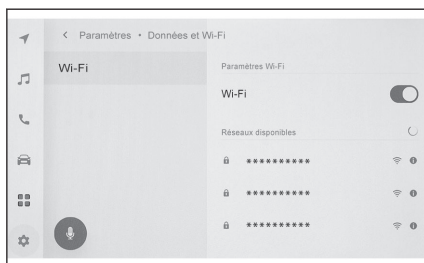 < Paramètres • Données et Wi-Fi
Wi-Fi
Paramètres Wi-Fi
Wi-Fi
Réseaux disponibles
**********
**********
**********